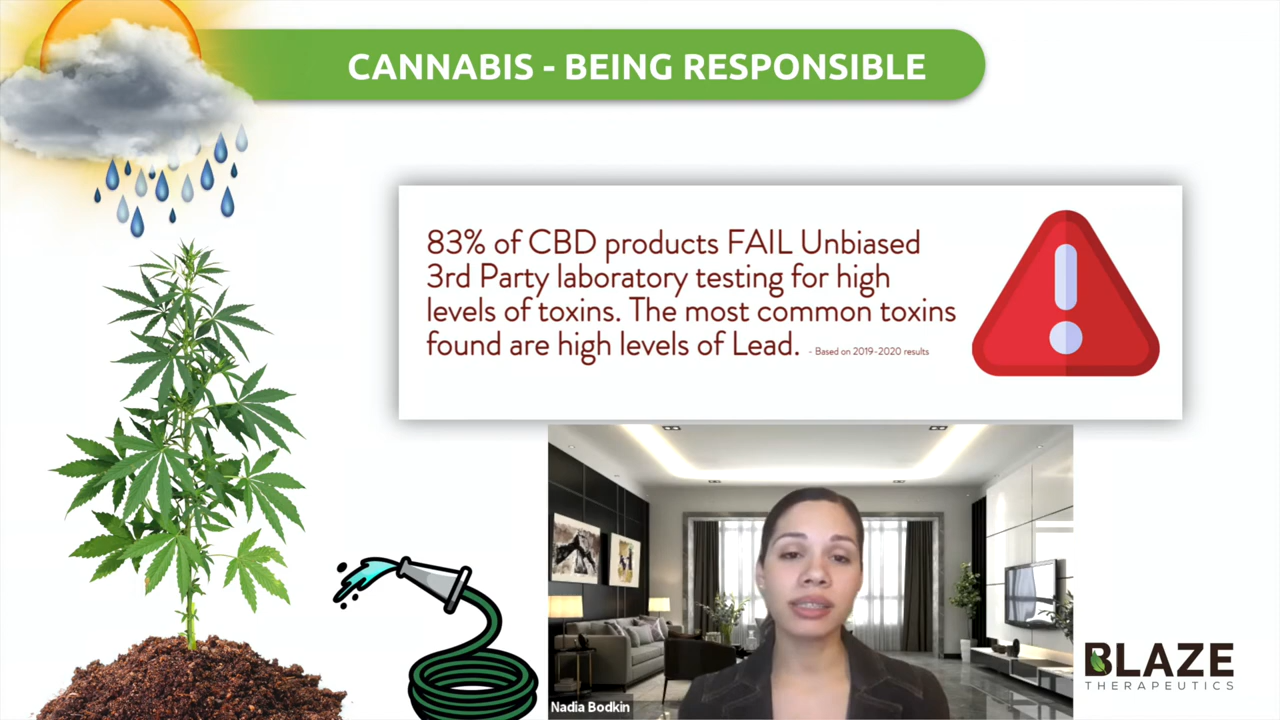 CANNABIS - BEING RESPONSIBLE
83% of CBD products FAIL Unbiased
3rd Party laboratory testing for high
levels of toxins. The most common toxins
found are high levels of Lead. - Based on 2019-2020 results
Nadia Bodkin
BLAZE
THERAPEUTICS